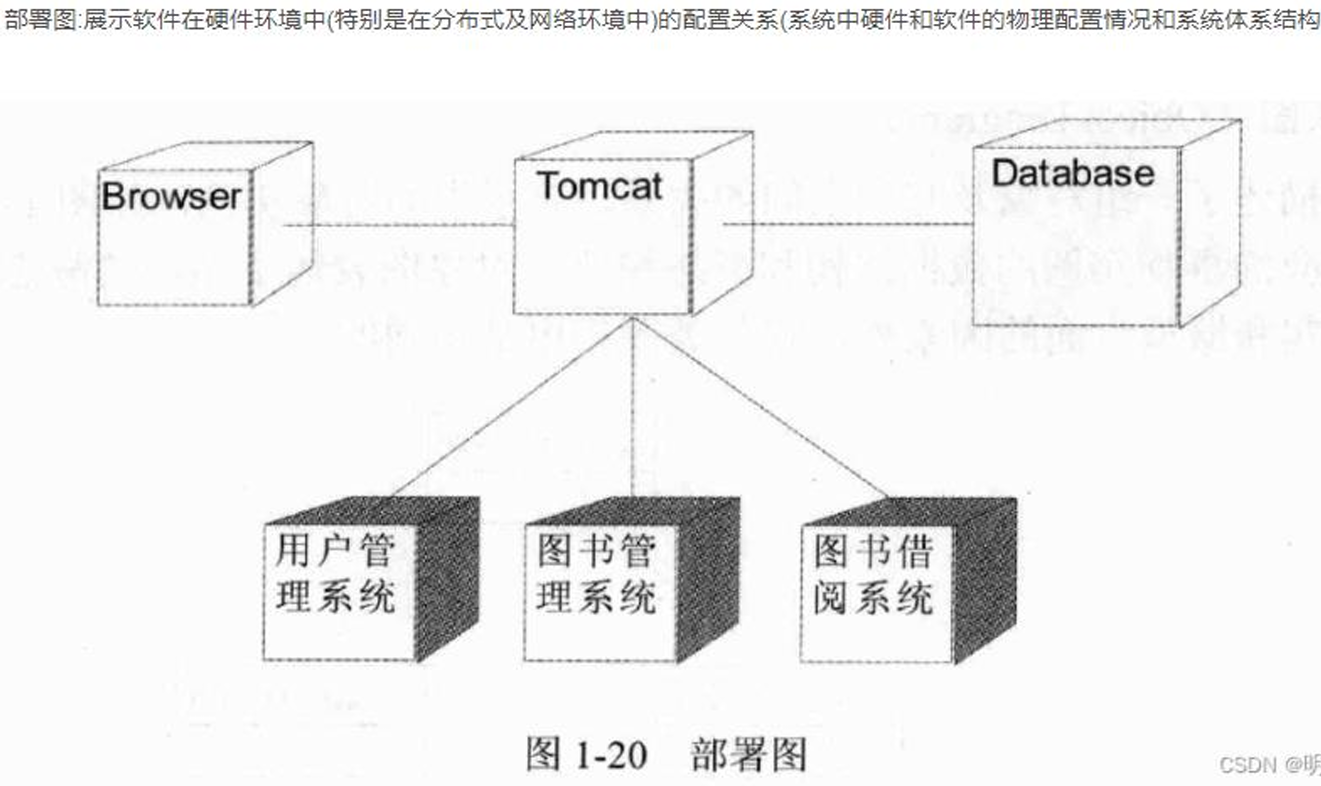 部署图:展示软件在硬件环境中(特别是在分布式及网络环境中)的配置关系(系统中硬件和软件的物理配置情况和系统体系结构
Browser
Tomcat
Database
用户管
理系统
图书管
理系统
图书借
阅系统
图 1-20 部署图
CSDN @明